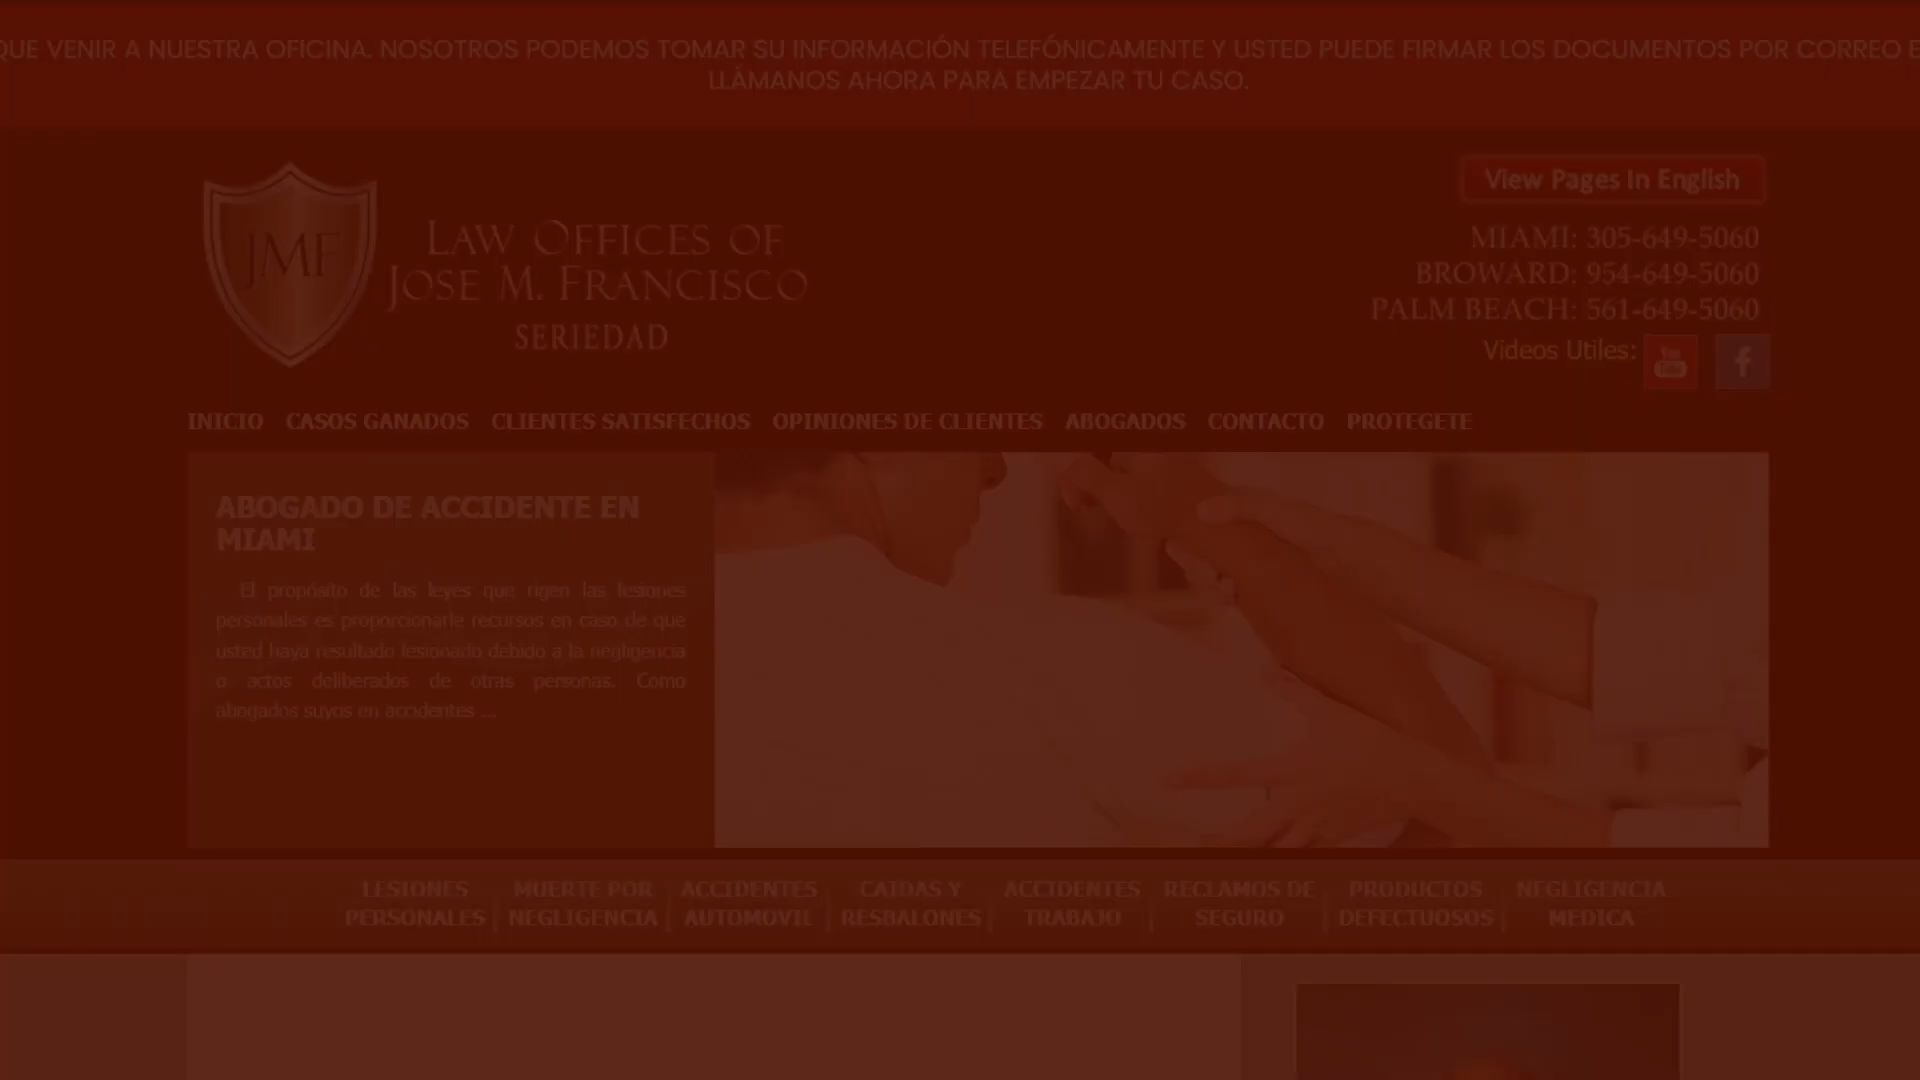 QUE VENIR A NUESTRA OFICINA. NOSOTROS PODEMOS TOMAR SU INFORMACIÓN TELEFÓNICAMENTE Y USTED PUEDE FIRMAR LOS DOCUMENTOS POR CORREO E
LLÁMANOS AHORA PARA EMPEZAR TU CASO.
View Pages In English
JMF
LAW OFFICES OF
JOSE M. FRANCISCO
SERIEDAD
MIAMI: 305-649-5060
BROWARD: 954-649-5060
PALM BEACH: 561-649-5060
Videos Utiles: You Tube f
INICIO CASOS GANADOS CLIENTES SATISFECHOS OPINIONES DE CLIENTES ABOGADOS CONTACTO PROTEGETE
ABOGADO DE ACCIDENTE EN
MIAMI
El propósito de las leyes que rigen las lesiones
personales es proporcionarle recursos en caso de que
usted haya resultado lesionado debido a la negligencia
o actos deliberados de otras personas. Como
abogados suyos en accidentes ...
LESIONES PERSONALES
MUERTE POR NEGLIGENCIA
ACCIDENTES AUTOMOVIL
CAIDAS Y RESBALONES
ACCIDENTES TRABAJO
RECLAMOS DE SEGURO
PRODUCTOS DEFECTUOSOS
NEGLIGENCIA MEDICA